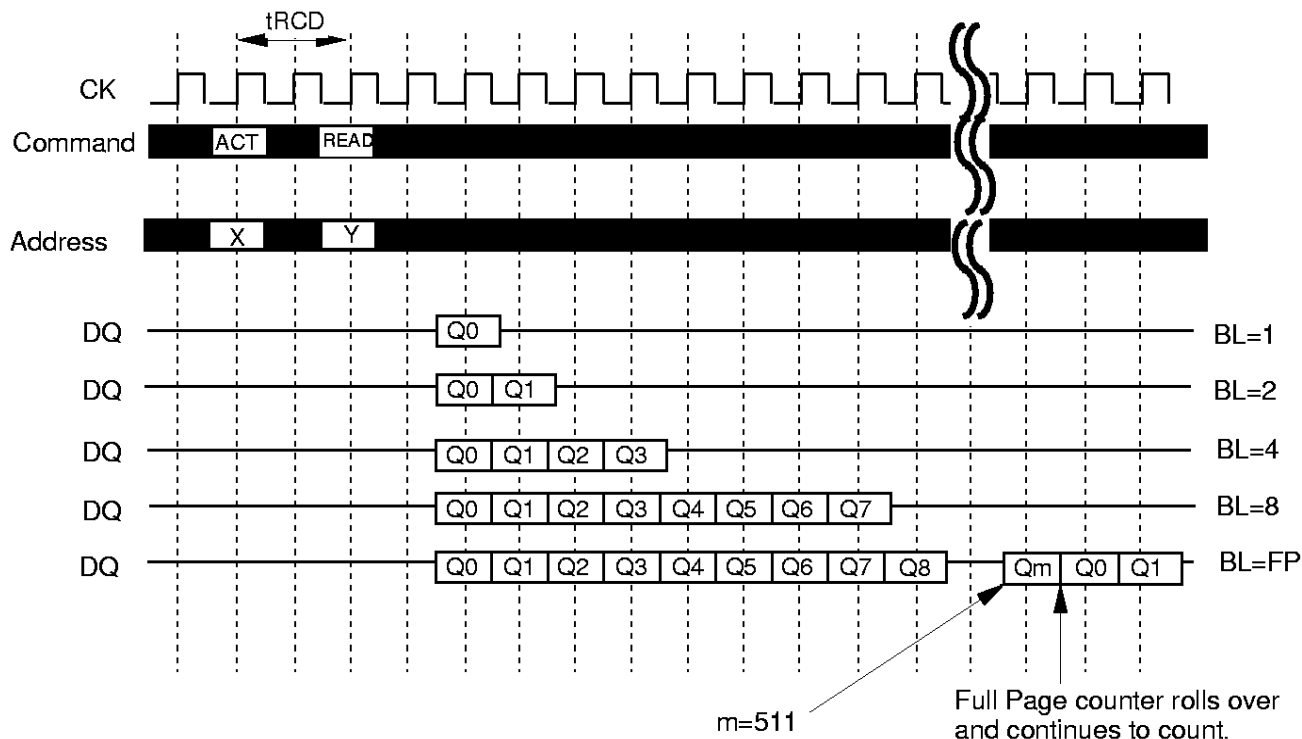 tRCD
CK
Command ACT READ
Address X Y
DQ Q0 BL=1
DQ Q0 Q1 BL=2
DQ Q0 Q1 Q2 Q3 BL=4
DQ Q0 Q1 Q2 Q3 Q4 Q5 Q6 Q7 BL=8
DQ Q0 Q1 Q2 Q3 Q4 Q5 Q6 Q7 Q8 Qm Q0 Q1 BL=FP
m=511
Full Page counter rolls over
and continues to count.